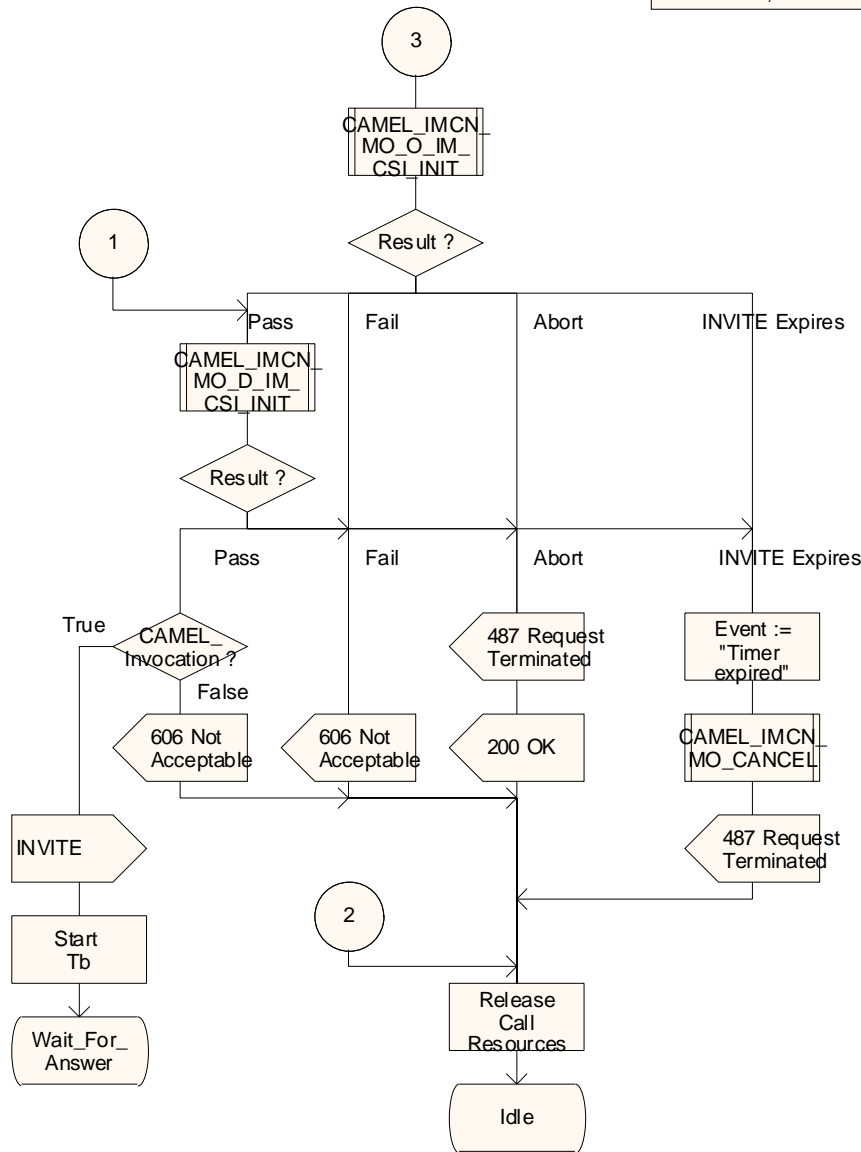 3
CAMEL_IMCN_
MO_O_IM_
CSI_INIT
1
Result ?
Pass
Fail
Abort
INVITE Expires
CAMEL_IMCN_
MO_D_IM_
CSI_INIT
Result ?
Pass
Fail
Abort
INVITE Expires
True
CAMEL_
Invocation ?
False
487 Request
Terminated
Event :=
"Timer
expired"
606 Not
Acceptable
606 Not
Acceptable
200 OK
CAMEL_IMCN_
MO_CANCEL
INVITE
487 Request
Terminated
2
Start
Tb
Release
Call
Resources
Wait_For_
Answer
Idle